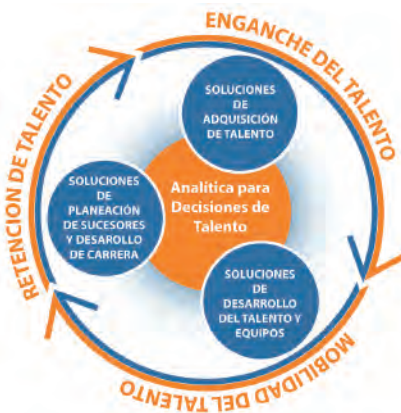 ENGANCHE DEL TALENTO
SOLUCIONES
DE
ADQUISICIÓN
DE TALENTO
RETENCION DE TALENTO
SOLUCIONES
DE
PLANEACIÓN
DE SUCESORES
Y DESAROLLO
DE CARRERA
Analítica para
Decisiones de
Talento
SOLUCIONES
DE
DESARROLLO
DEL TALENTO Y
EQUIPOS
MOBILIDAD DEL TALENTO